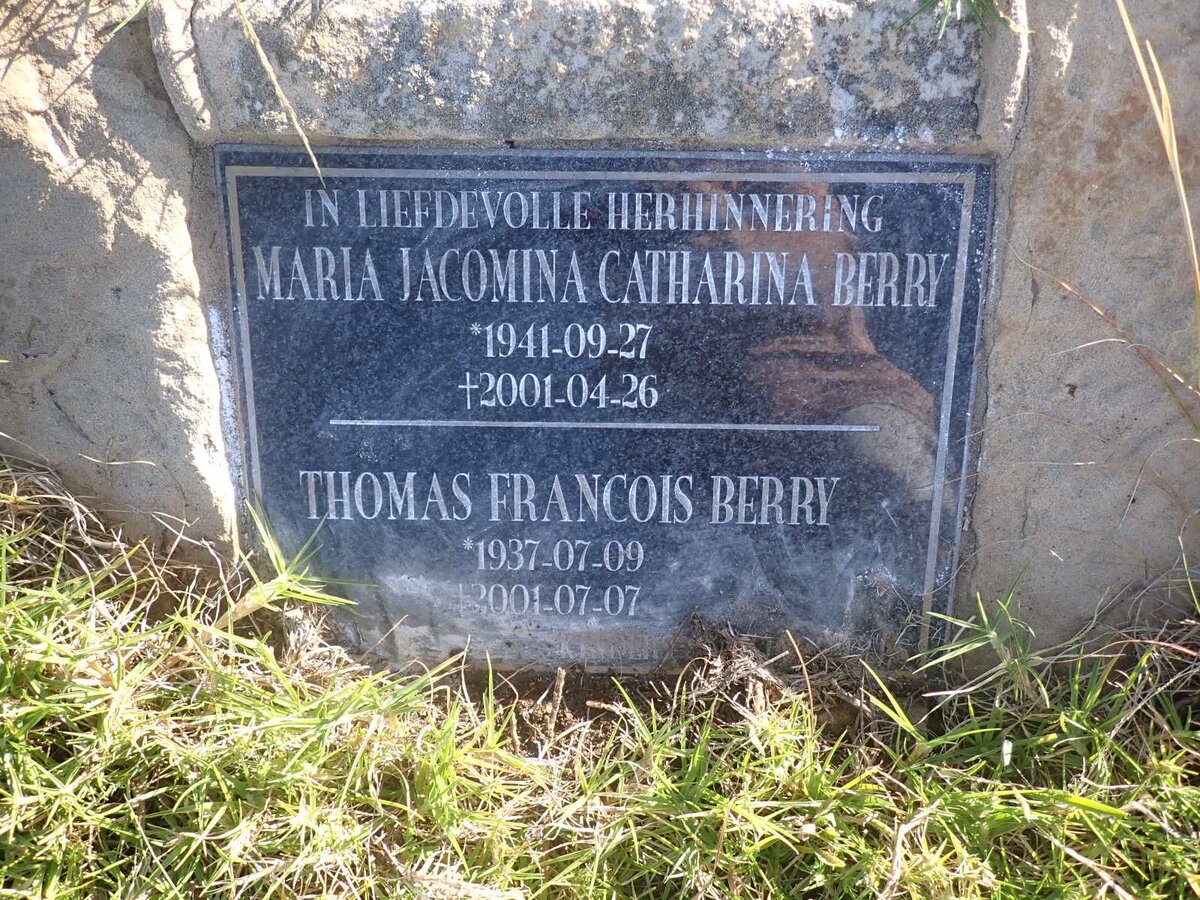 IN LIEFDEVOLLE HERHINNERING
MARIA JACOMINA CATHARINA BERRY
*1941-09-27
†2001-04-26
THOMAS FRANCOIS BERRY
*1937-07-09
†2001-07-07